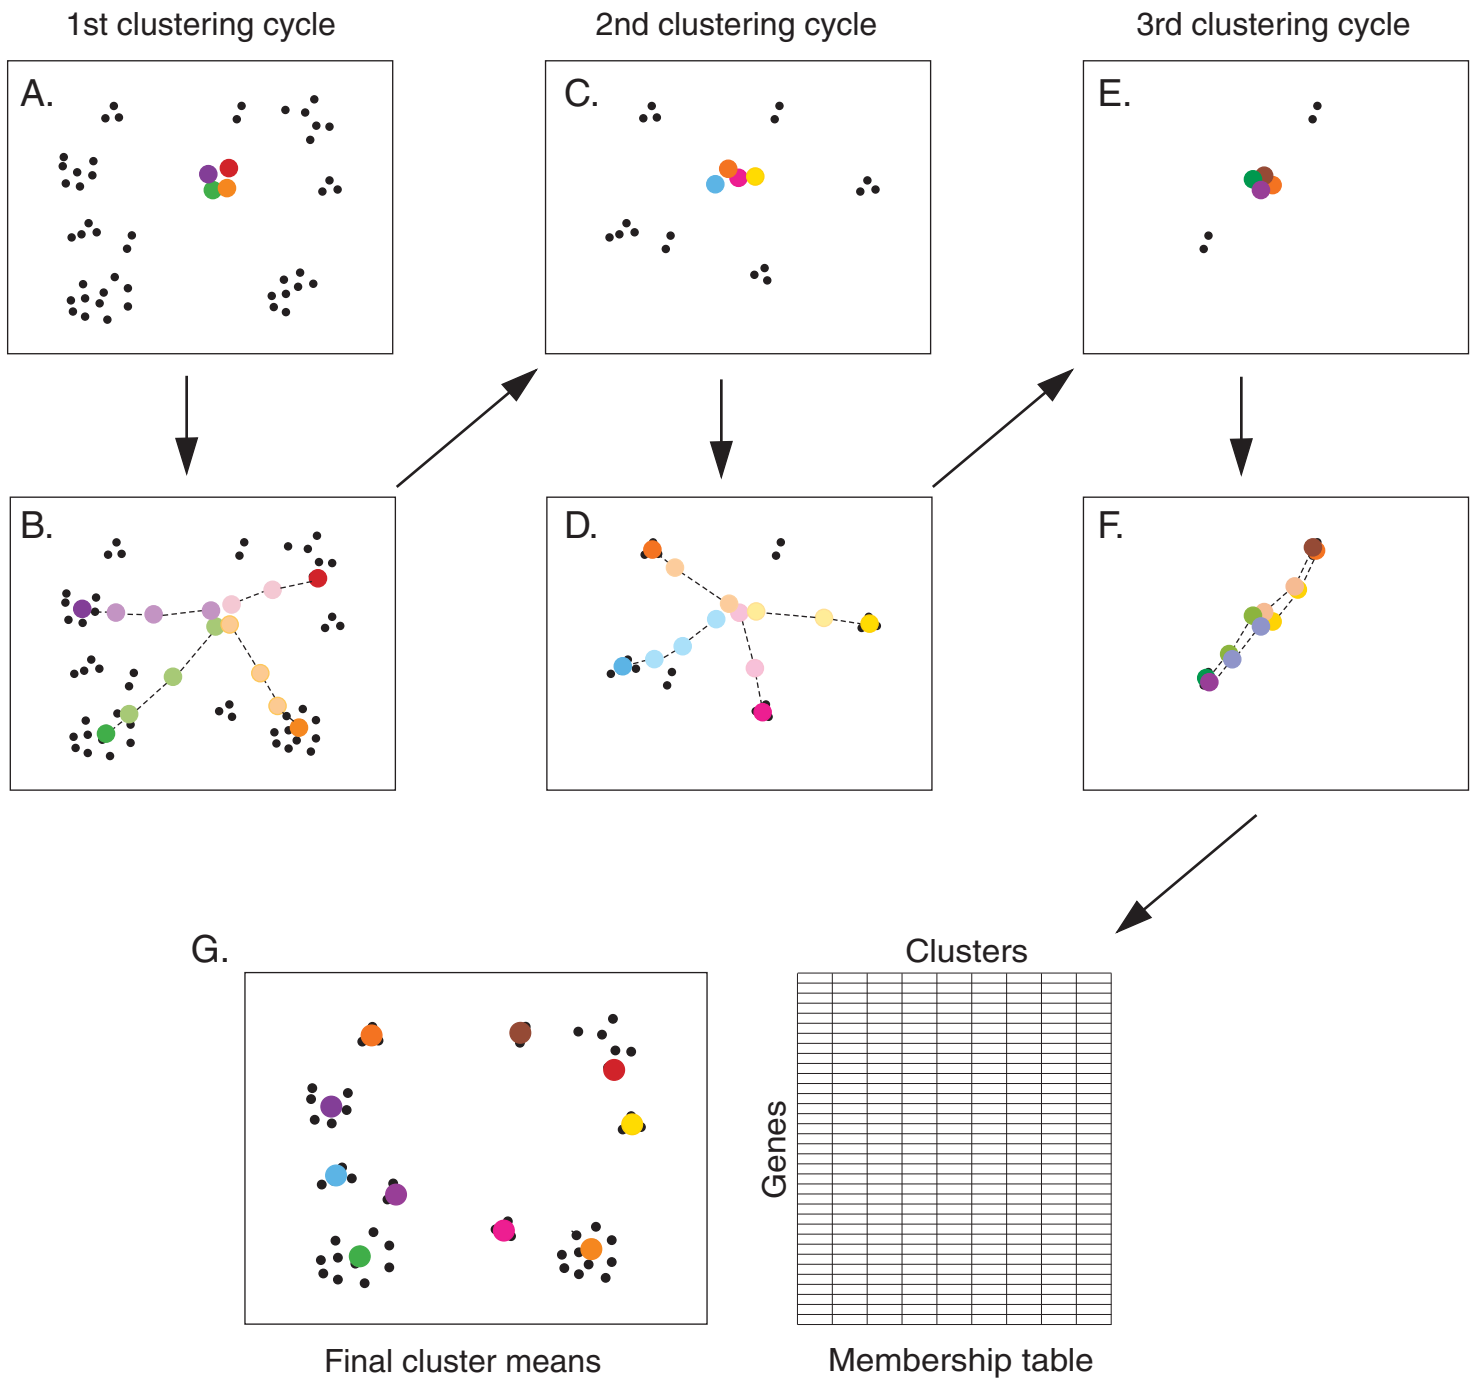 1st clustering cycle
2nd clustering cycle
3rd clustering cycle
A.
C.
E.
B.
D.
F.
G.
Clusters
Genes
Final cluster means
Membership table